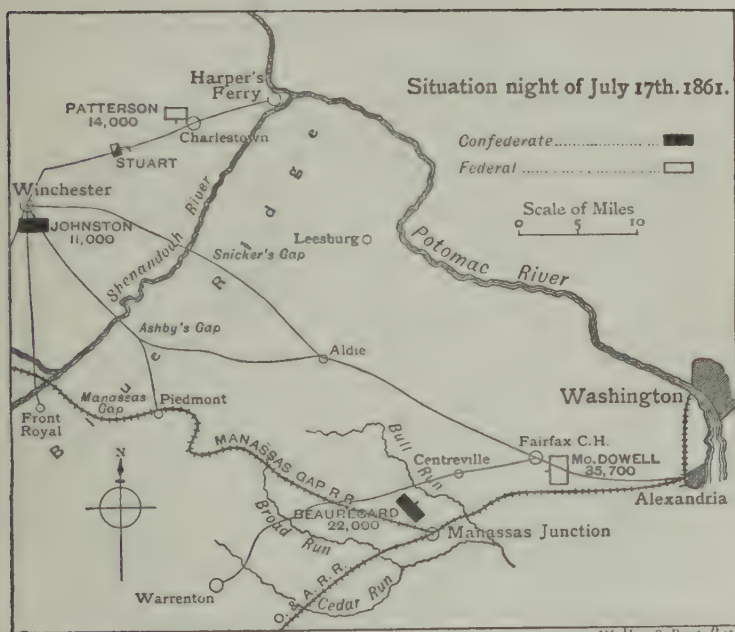 Situation night of July 17th. 1861.
Confederate
Federal
Scale of Miles
0 5 10
Harper's
Ferry
PATTERSON
14,000
Charlestown
STUART
Winchester
JOHNSTON
11,000
Shenandoah River
Snicker's Gap
Leesburg
Potomac River
Blue Ridge
Ashby's Gap
Aldie
Washington
Manassas
Gap
Piedmont
Front
Royal
Bull Run
Fairfax C.H.
Centreville
Mc.DOWELL
35,700
MANASSAS GAP R.R.
Alexandria
N
BEAUREGARD
22,000
Broad Run
Manassas Junction
Warrenton
O. & A. R. R.
Cedar Run